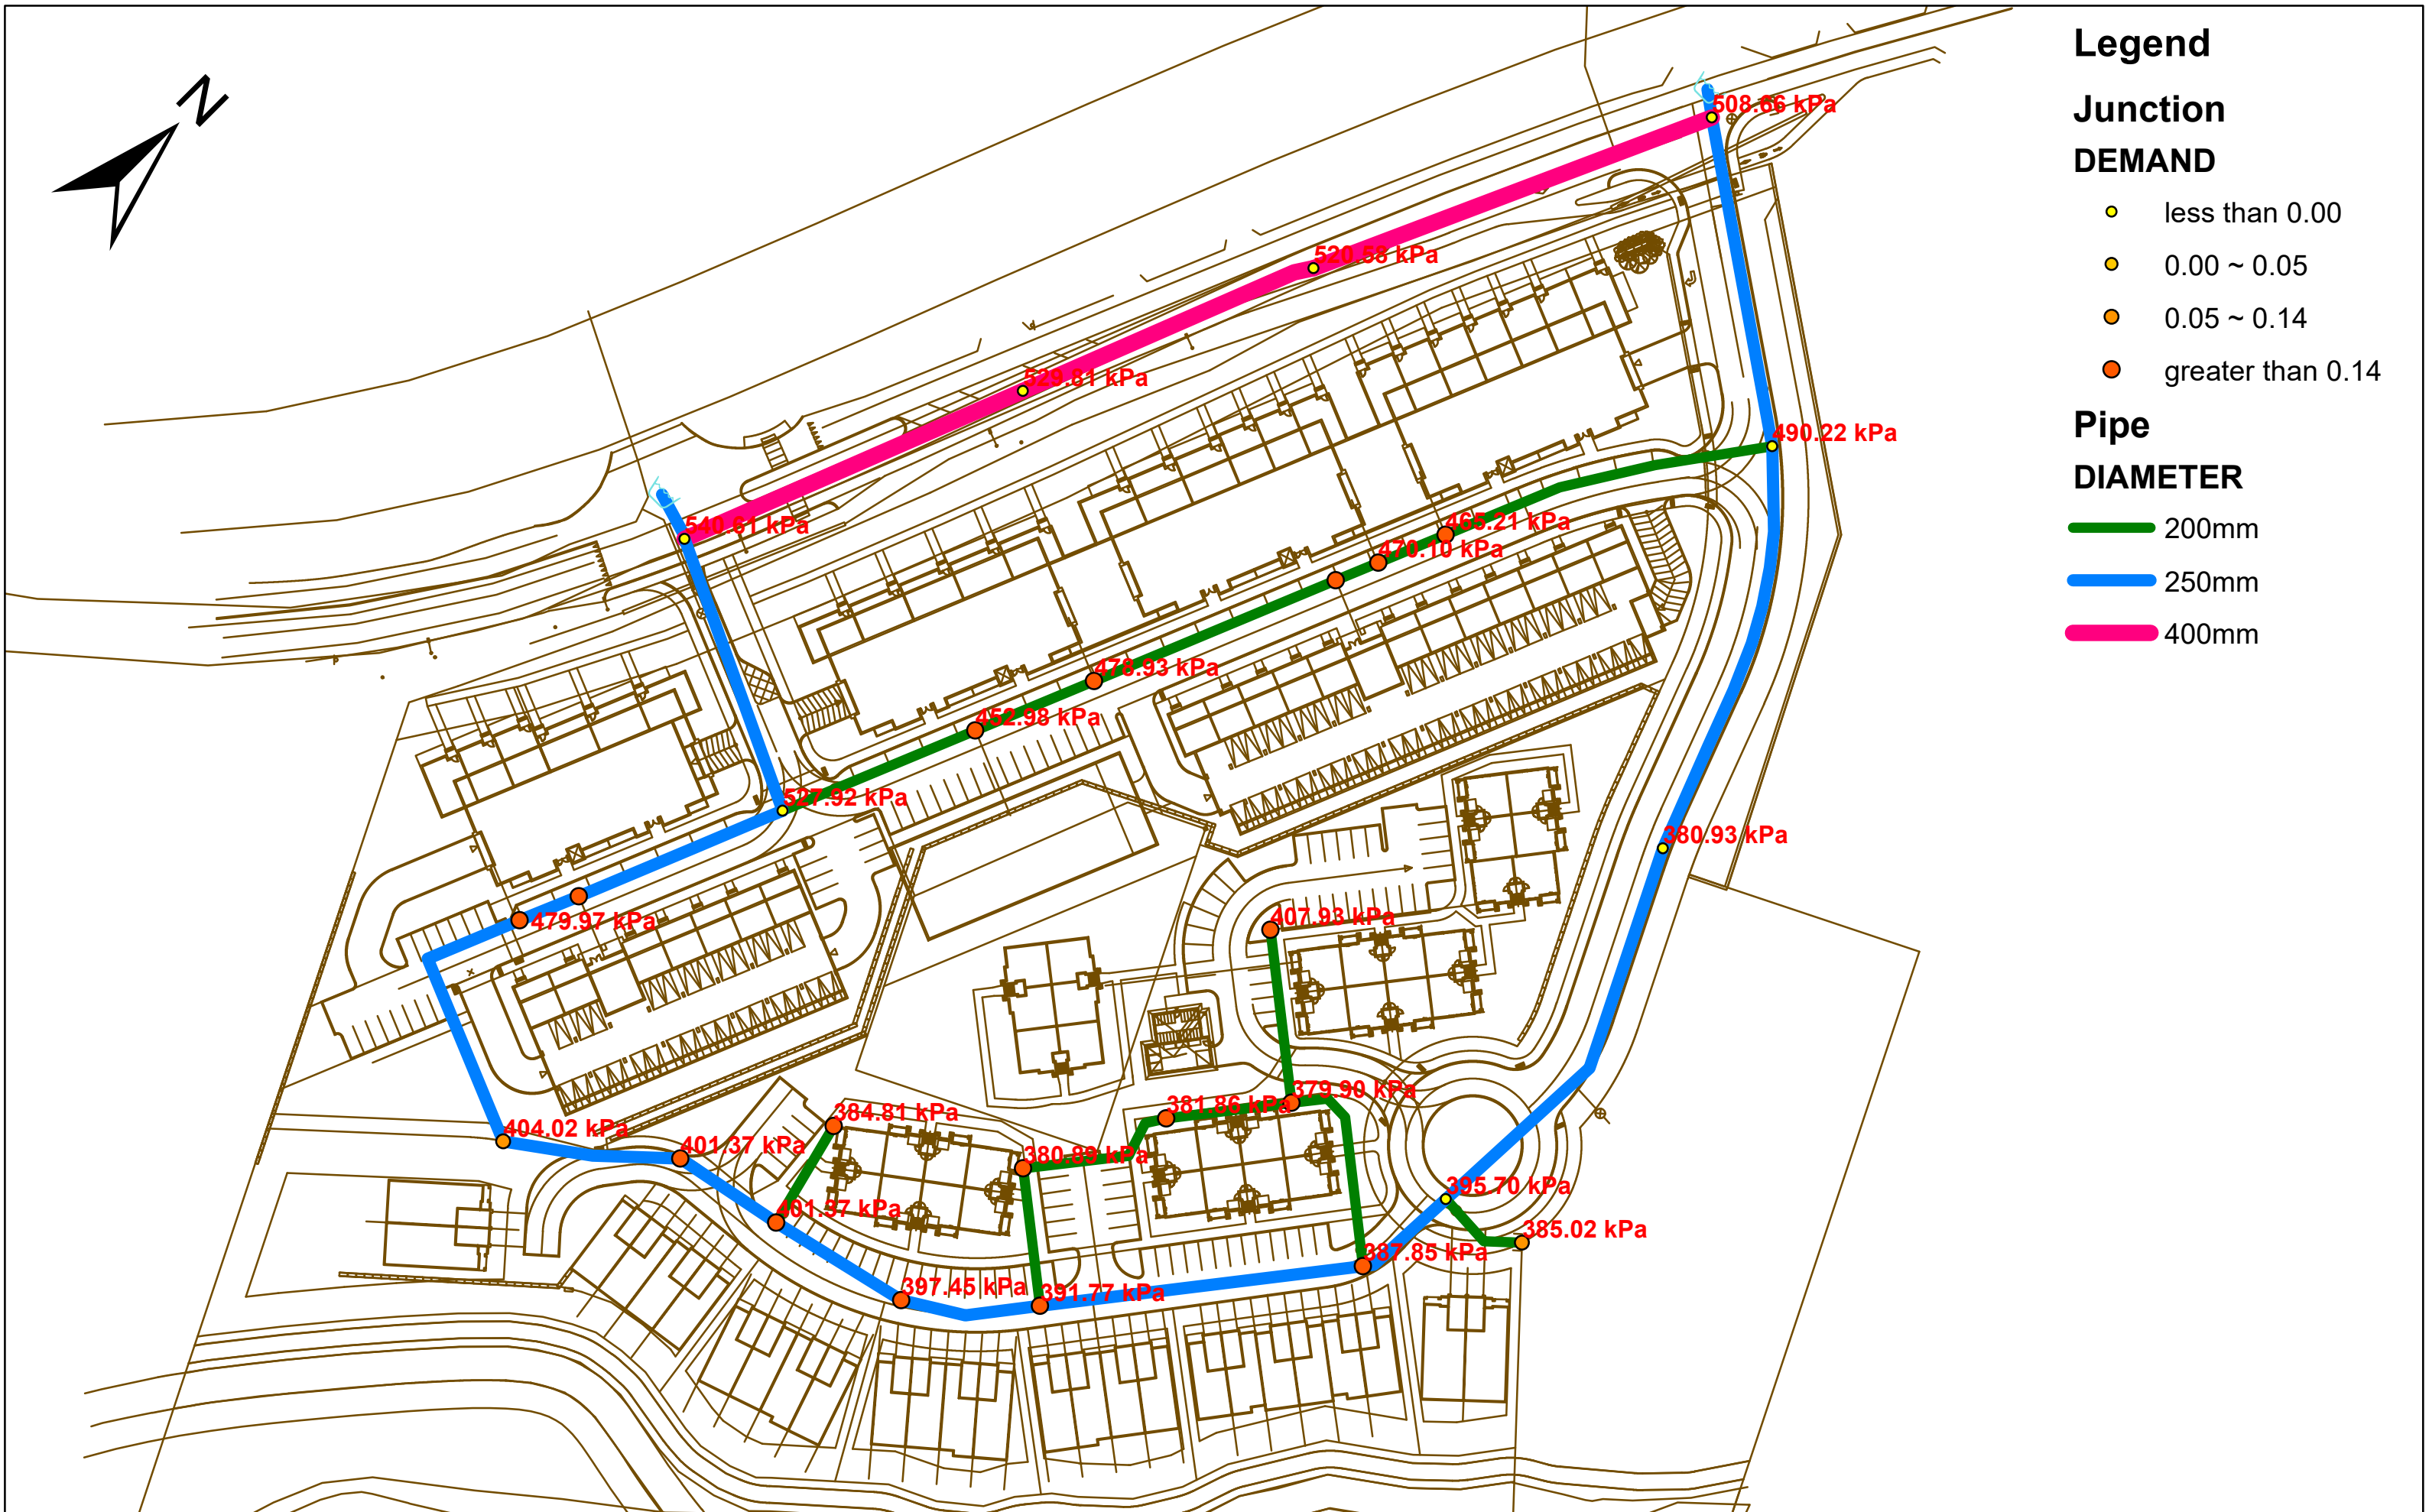 Legend
Junction
DEMAND
less than 0.00
0.00 ~ 0.05
0.05 ~ 0.14
greater than 0.14
Pipe
DIAMETER
200mm
250mm
400mm
N
508.66 kPa
520.58 kPa
529.81 kPa
490.22 kPa
540.61 kPa
465.21 kPa
470.10 kPa
478.93 kPa
452.98 kPa
527.92 kPa
380.93 kPa
479.97 kPa
407.93 kPa
379.90 kPa
381.86 kPa
384.81 kPa
404.02 kPa
401.37 kPa
380.89 kPa
395.70 kPa
401.37 kPa
385.02 kPa
387.85 kPa
397.45 kPa
391.77 kPa